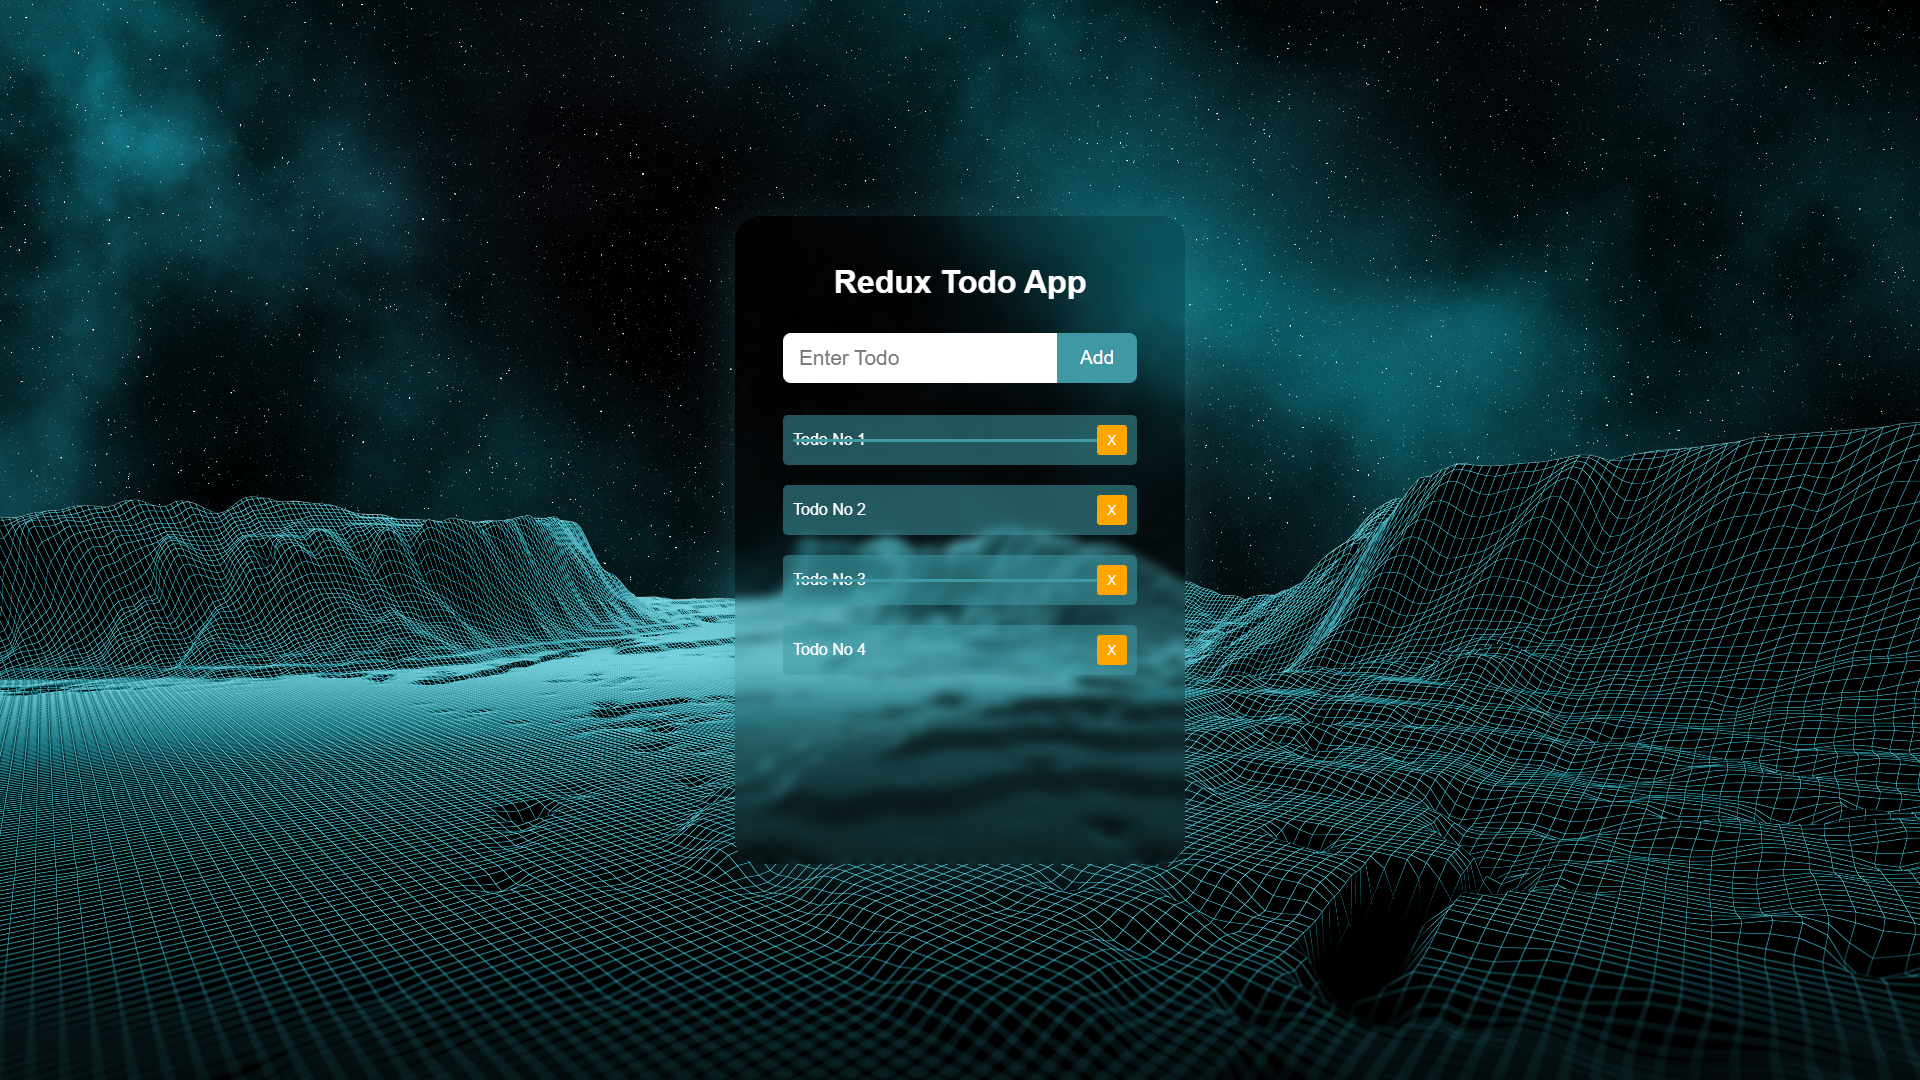 Redux Todo App
Enter Todo
Add
Todo No 1
X
Todo No 2
X
Todo No 3
X
Todo No 4
X